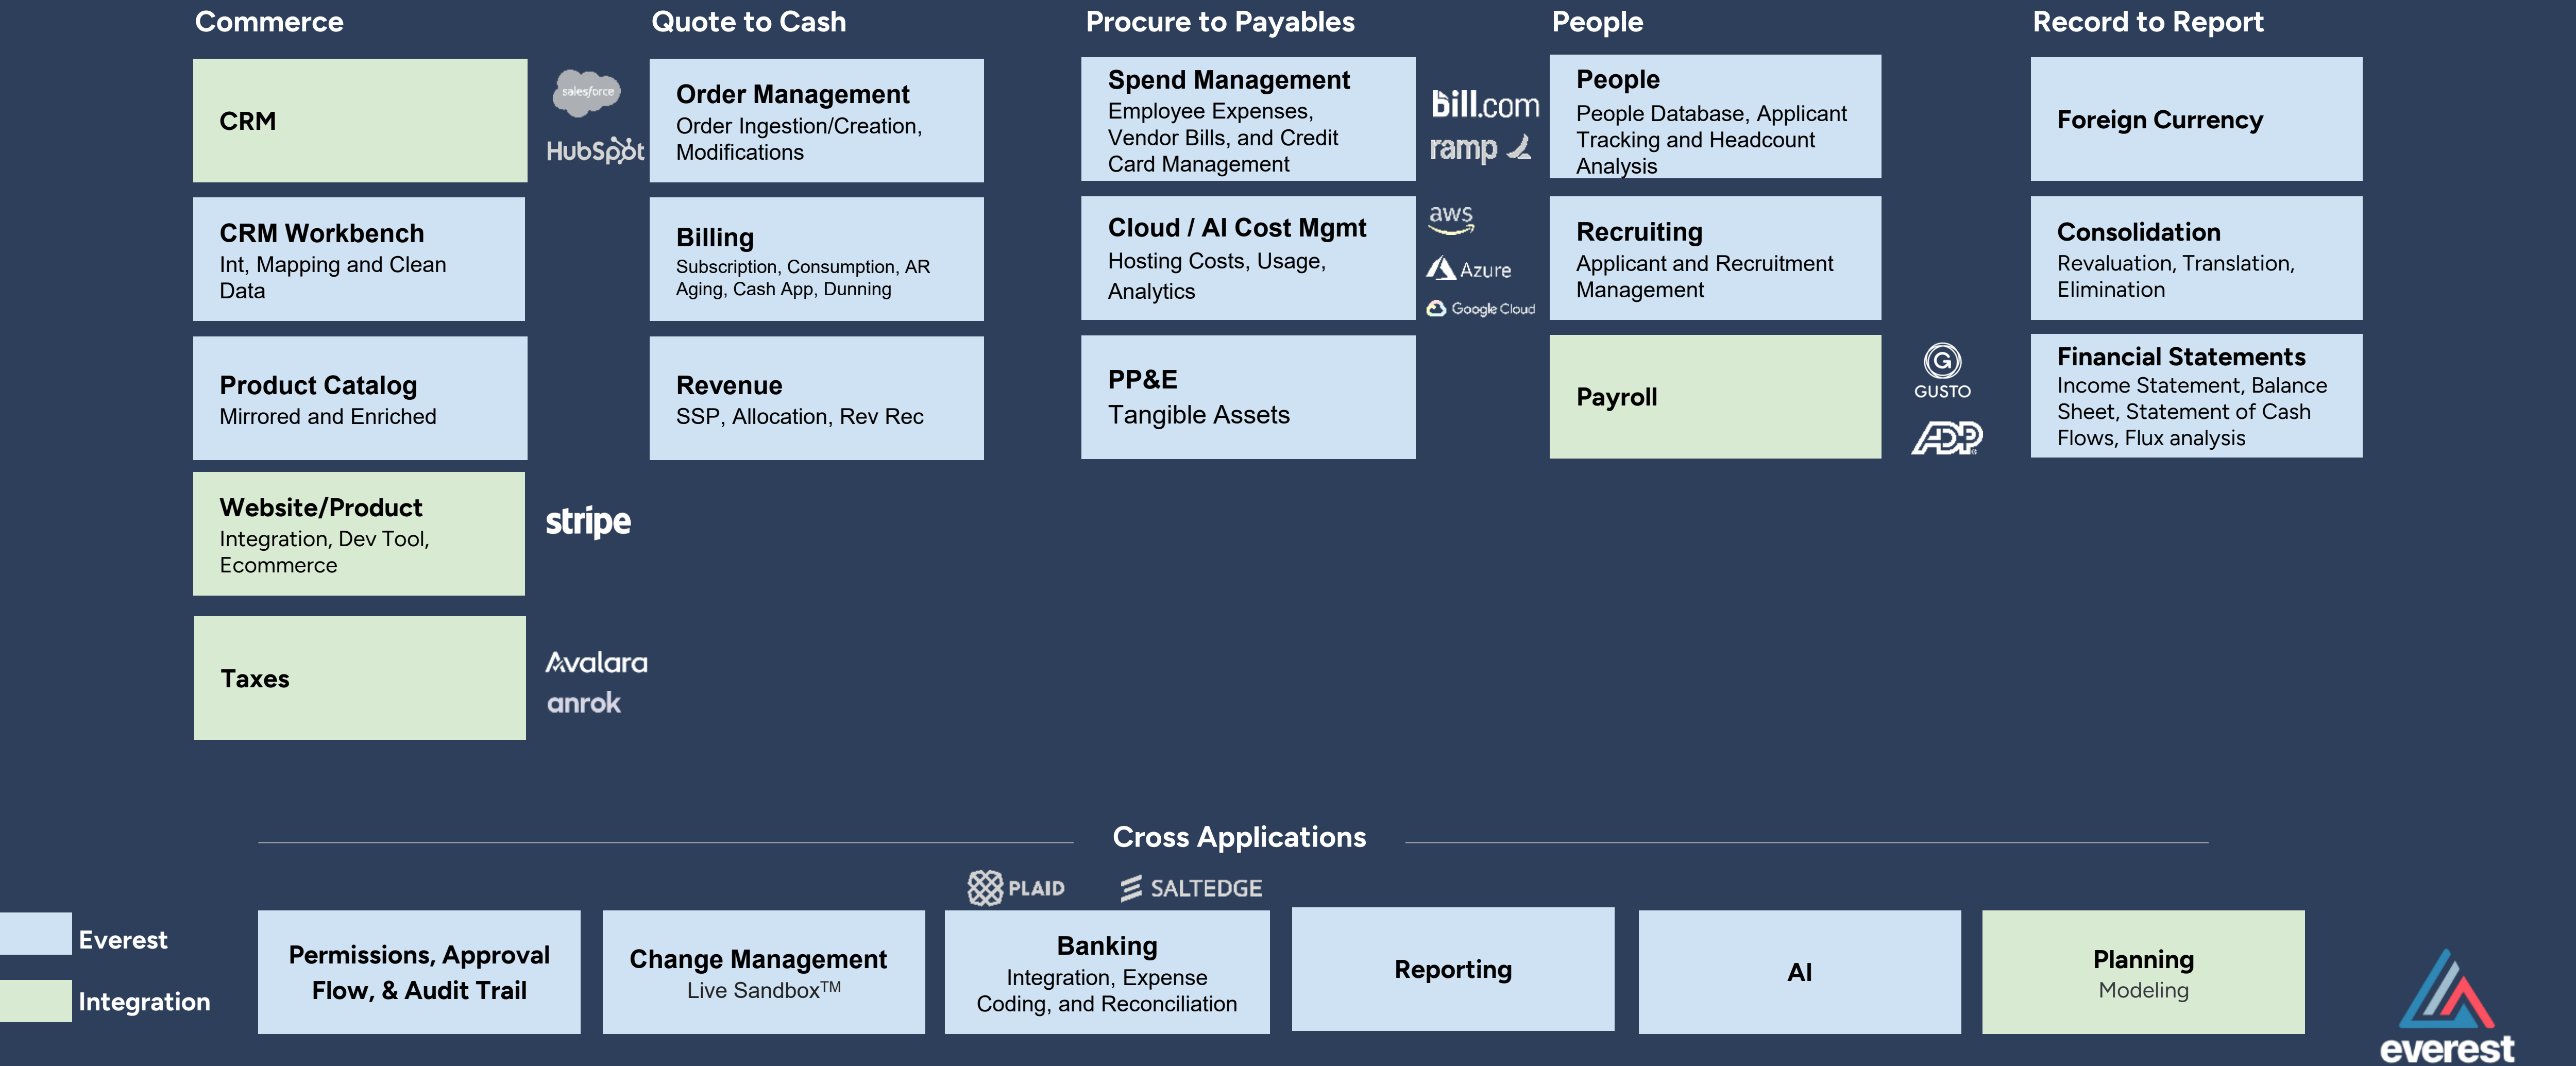 Commerce
CRM
salesforce
HubSpot
CRM Workbench
Int, Mapping and Clean
Data
Product Catalog
Mirrored and Enriched
Website/Product
Integration, Dev Tool,
Ecommerce
stripe
Taxes
Avalara
anrok
Quote to Cash
Order Management
Order Ingestion/Creation,
Modifications
Billing
Subscription, Consumption, AR
Aging, Cash App, Dunning
Revenue
SSP, Allocation, Rev Rec
Procure to Payables
Spend Management
Employee Expenses,
Vendor Bills, and Credit
Card Management
bill.com
ramp
Cloud / AI Cost Mgmt
Hosting Costs, Usage,
Analytics
aws
Azure
Google Cloud
PP&E
Tangible Assets
People
People
People Database, Applicant
Tracking and Headcount
Analysis
Recruiting
Applicant and Recruitment
Management
Payroll
G
GUSTO
ADP
Record to Report
Foreign Currency
Consolidation
Revaluation, Translation,
Elimination
Financial Statements
Income Statement, Balance
Sheet, Statement of Cash
Flows, Flux analysis
Cross Applications
PLAID
SALTEDGE
Everest
Integration
Permissions, Approval
Flow, & Audit Trail
Change Management
Live Sandbox™
Banking
Integration, Expense
Coding, and Reconciliation
Reporting
AI
Planning
Modeling
everest